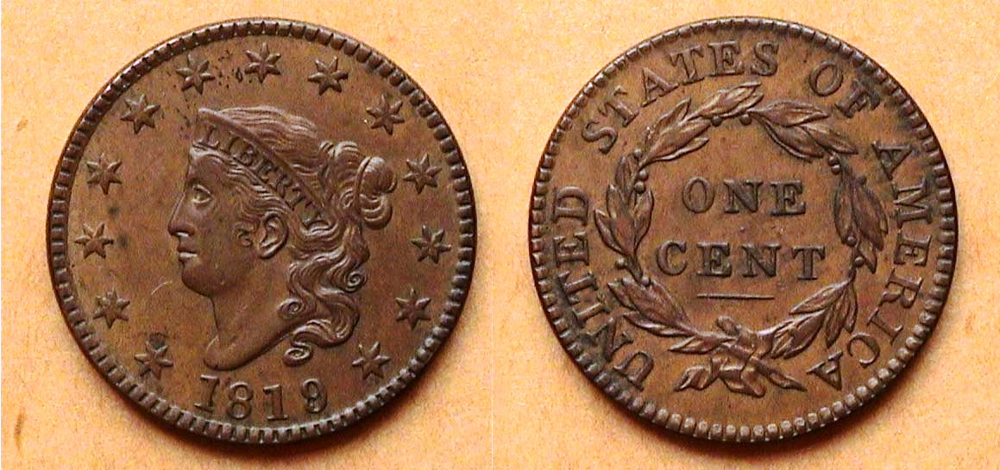 LIBERTY
1819
UNITED STATES OF AMERICA
ONE
CENT